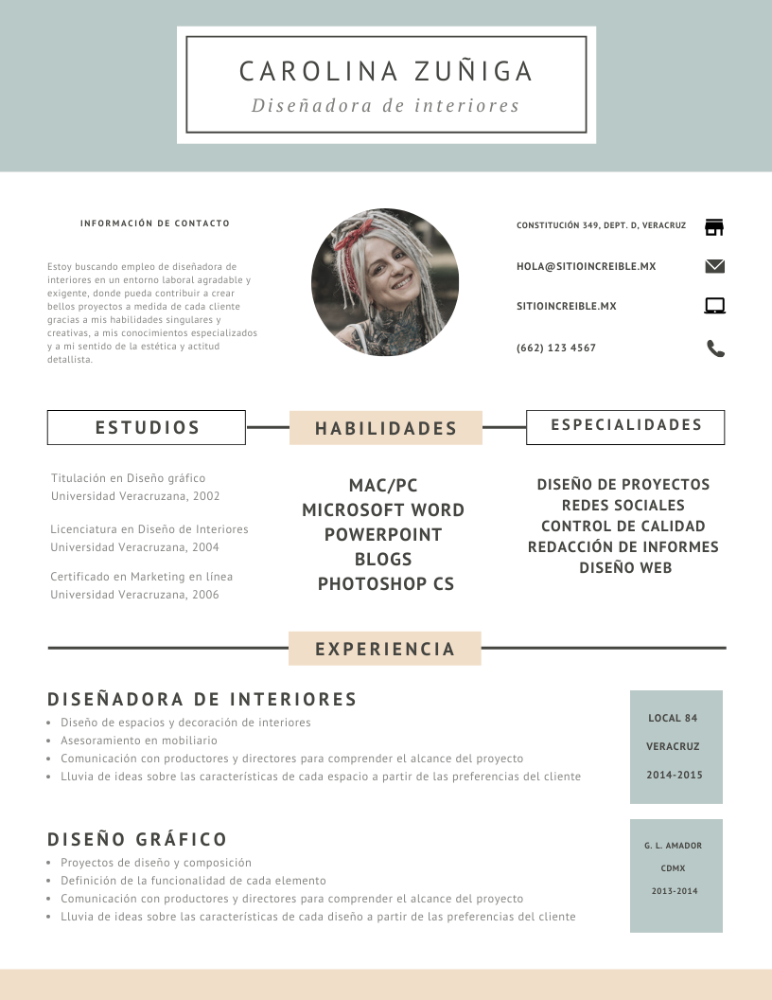 CAROLINA ZUÑIGA
Diseñadora de interiores
INFORMACIÓN DE CONTACTO
Estoy buscando empleo de diseñadora de
interiores en un entorno laboral agradable y
exigente, donde pueda contribuir a crear
bellos proyectos a medida de cada cliente
gracias a mis habilidades singulares y
creativas, a mis conocimientos especializados
y a mi sentido de la estética y actitud
detallista.
CONSTITUCIÓN 349, DEPT. D, VERACRUZ
HOLA@SITIOINCREIBLE.MX
SITIOINCREIBLE.MX
(662) 123 4567
ESTUDIOS
Titulación en Diseño gráfico
Universidad Veracruzana, 2002
Licenciatura en Diseño de Interiores
Universidad Veracruzana, 2004
Certificado en Marketing en línea
Universidad Veracruzana, 2006
HABILIDADES
MAC/PC
MICROSOFT WORD
POWERPOINT
BLOGS
PHOTOSHOP CS
ESPECIALIDADES
DISEÑO DE PROYECTOS
REDES SOCIALES
CONTROL DE CALIDAD
REDACCIÓN DE INFORMES
DISEÑO WEB
EXPERIENCIA
DISEÑADORA DE INTERIORES
• Diseño de espacios y decoración de interiores
• Asesoramiento en mobiliario
• Comunicación con productores y directores para comprender el alcance del proyecto
• Lluvia de ideas sobre las características de cada espacio a partir de las preferencias del cliente
LOCAL 84
VERACRUZ
2014-2015
DISEÑO GRÁFICO
• Proyectos de diseño y composición
• Definición de la funcionalidad de cada elemento
• Comunicación con productores y directores para comprender el alcance del proyecto
• Lluvia de ideas sobre las características de cada diseño a partir de las preferencias del cliente
G. L. AMADOR
CDMX
2013-2014